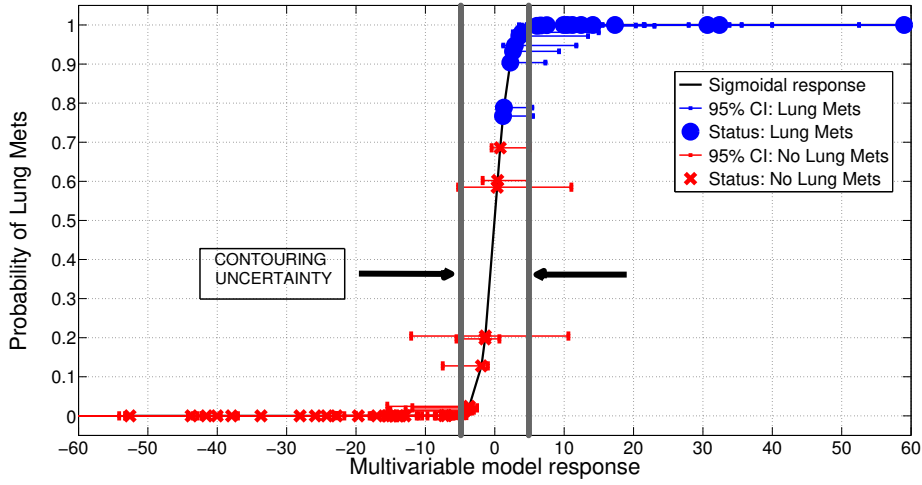 Probability of Lung Mets
1
0.9
0.8
0.7
0.6
0.5
0.4
0.3
0.2
0.1
0
Sigmoidal response
95% CI: Lung Mets
Status: Lung Mets
95% CI: No Lung Mets
Status: No Lung Mets
CONTOURING
UNCERTAINTY
−60 −50 −40 −30 −20 −10 0 10 20 30 40 50 60
Multivariable model response